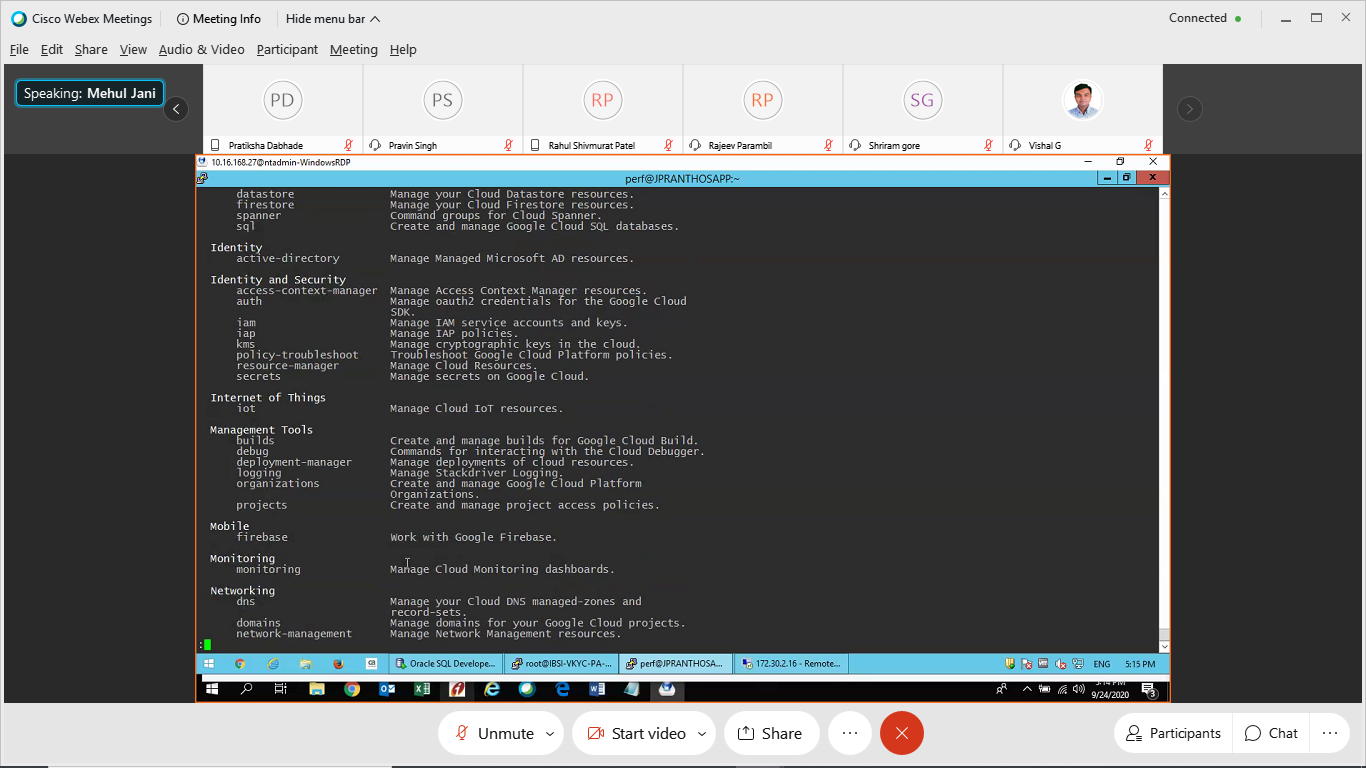 Cisco Webex Meetings
Meeting Info
Hide menu bar
Connected
File Edit Share View Audio & Video Participant Meeting Help
Speaking: Mehul Jani
PD PS RP RP SG
Pratiksha Dabhade Pravin Singh Rahul Shivmurat Patel Rajeev Parambil Shriram gore Vishal G
10.16.168.27@ntadmin-WindowsRDP
perf@JPRANTHOSAPP:~
datastore Manage your Cloud Datastore resources.
firestore Manage your Cloud Firestore resources.
spanner Command groups for Cloud Spanner.
sql Create and manage Google Cloud SQL databases.
Identity
active-directory Manage Managed Microsoft AD resources.
Identity and Security
access-context-manager Manage Access Context Manager resources.
auth Manage oauth2 credentials for the Google Cloud
SDK.
iam Manage IAM service accounts and keys.
iap Manage IAP policies.
kms Manage cryptographic keys in the cloud.
policy-troubleshoot Troubleshoot Google Cloud Platform policies.
resource-manager Manage Cloud Resources.
secrets Manage secrets on Google Cloud.
Internet of Things
iot Manage Cloud IoT resources.
Management Tools
builds Create and manage builds for Google Cloud Build.
debug Commands for interacting with the Cloud Debugger.
deployment-manager Manage deployments of cloud resources.
logging Manage Stackdriver Logging.
organizations Create and manage Google Cloud Platform
Organizations.
projects Create and manage project access policies.
Mobile
firebase Work with Google Firebase.
Monitoring
monitoring Manage Cloud Monitoring dashboards.
Networking
dns Manage your Cloud DNS managed-zones and
record-sets.
domains Manage domains for your Google Cloud projects.
network-management Manage Network Management resources.
:
Oracle SQL Develope... root@IBSI-VKYC-PA-... perf@JPRANTHOSA... 172.30.2.16 - Remote... ENG 5:15 PM
9/24/2020
3
Unmute Start video Share Participants Chat